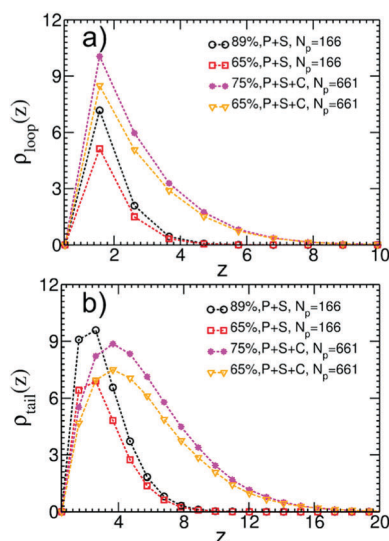 a)
89%,P+S, Nₚ=166
65%,P+S, Nₚ=166
75%,P+S+C, Nₚ=661
65%,P+S+C, Nₚ=661
12
9
6
3
0
ρ_loop(z)
0 2 4 6 8 10
z
b)
89%,P+S, Nₚ=166
65%,P+S, Nₚ=166
75%,P+S+C, Nₚ=661
65%,P+S+C, Nₚ=661
12
9
6
3
0
ρ_tail(z)
4 8 12 16 20
z